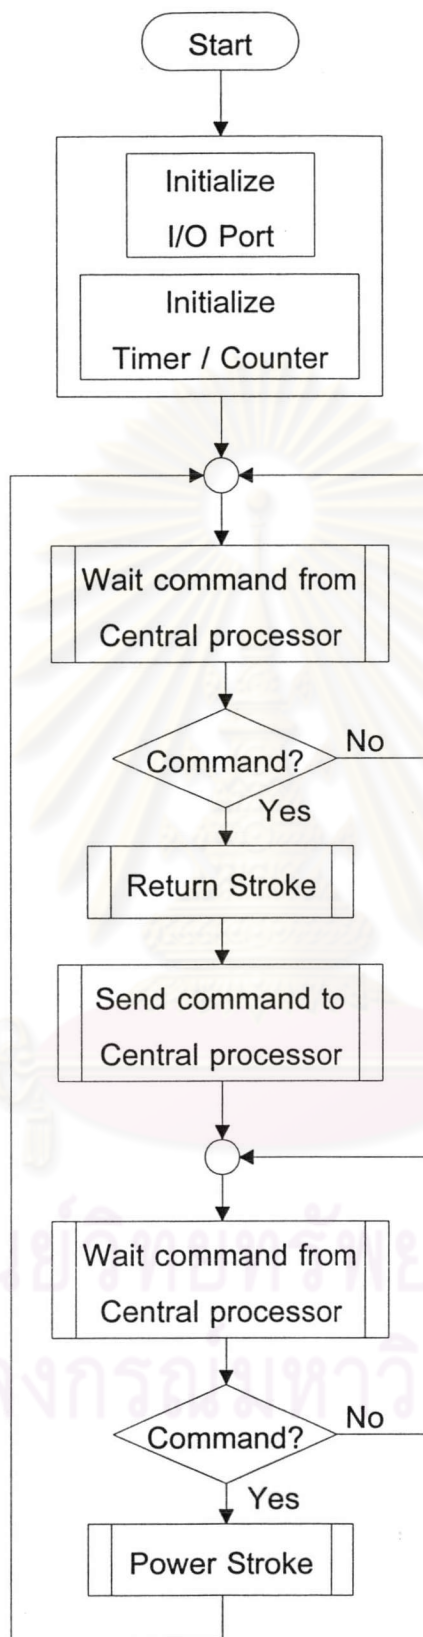 Start
Initialize
I/O Port
Initialize
Timer / Counter
Wait command from
Central processor
Command?
No
Yes
Return Stroke
Send command to
Central processor
Wait command from
Central processor
Command?
No
Yes
Power Stroke